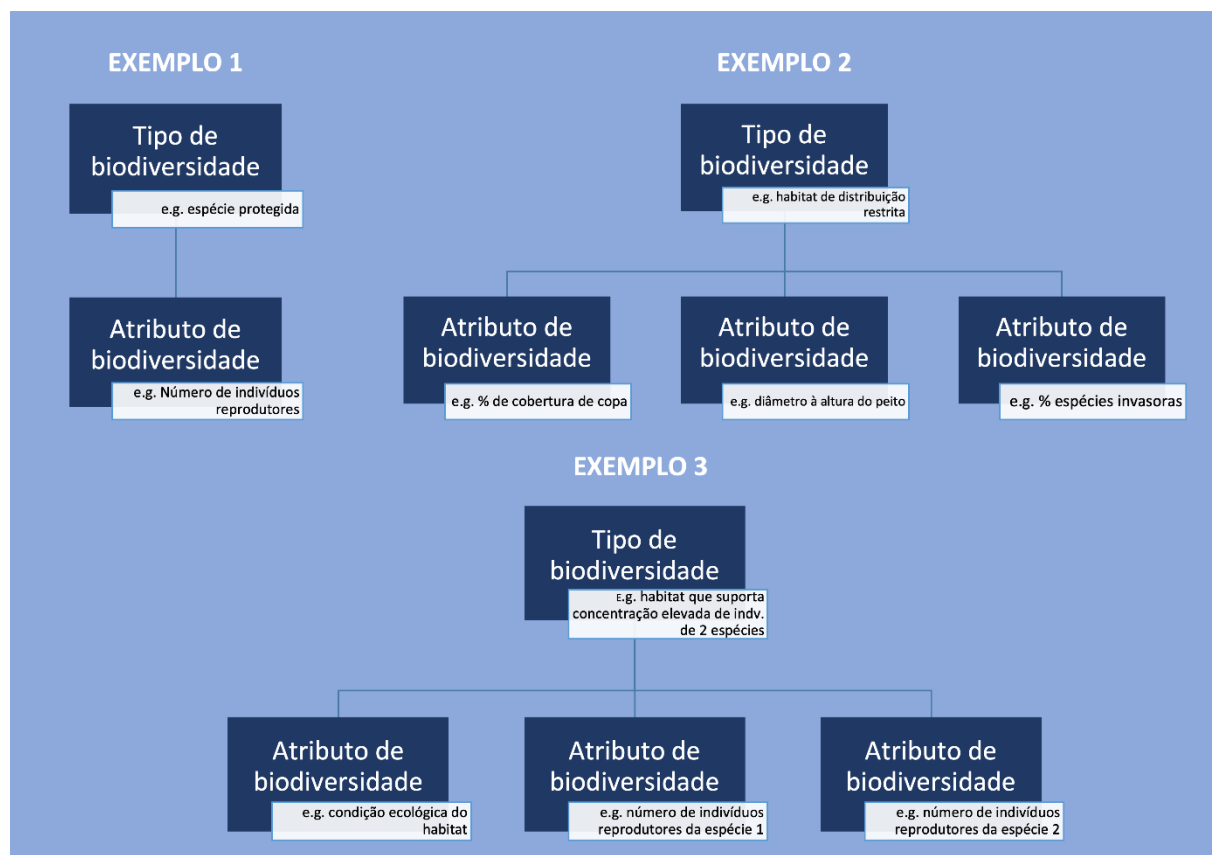 EXEMPLO 1
Tipo de
biodiversidade
e.g. espécie protegida
Atributo de
biodiversidade
e.g. Número de indivíduos
reprodutores
EXEMPLO 2
Tipo de
biodiversidade
e.g. habitat de distribuição
restrita
Atributo de
biodiversidade
e.g. % de cobertura de copa
Atributo de
biodiversidade
e.g. diâmetro à altura do peito
Atributo de
biodiversidade
e.g. % espécies invasoras
EXEMPLO 3
Tipo de
biodiversidade
E.g. habitat que suporta
concentração elevada de indv.
de 2 espécies
Atributo de
biodiversidade
e.g. condição ecológica do
habitat
Atributo de
biodiversidade
e.g. número de indivíduos
reprodutores da espécie 1
Atributo de
biodiversidade
e.g. número de indivíduos
reprodutores da espécie 2